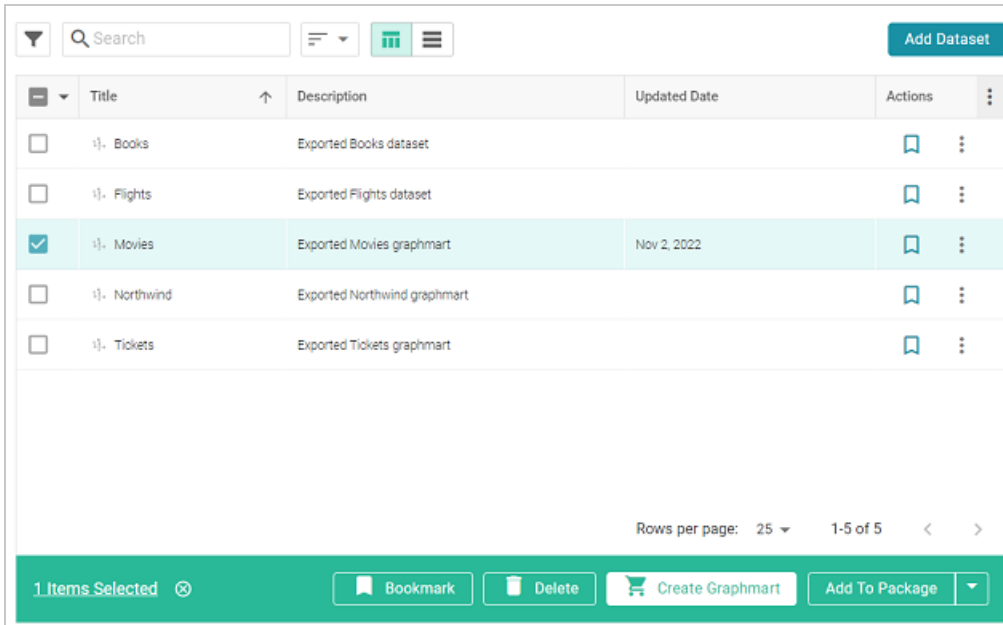 Search
Add Dataset
Title Description Updated Date Actions
Books Exported Books dataset
Flights Exported Flights dataset
Movies Exported Movies graphmart Nov 2, 2022
Northwind Exported Northwind graphmart
Tickets Exported Tickets graphmart
Rows per page: 25 1-5 of 5
1 Items Selected Bookmark Delete Create Graphmart Add To Package